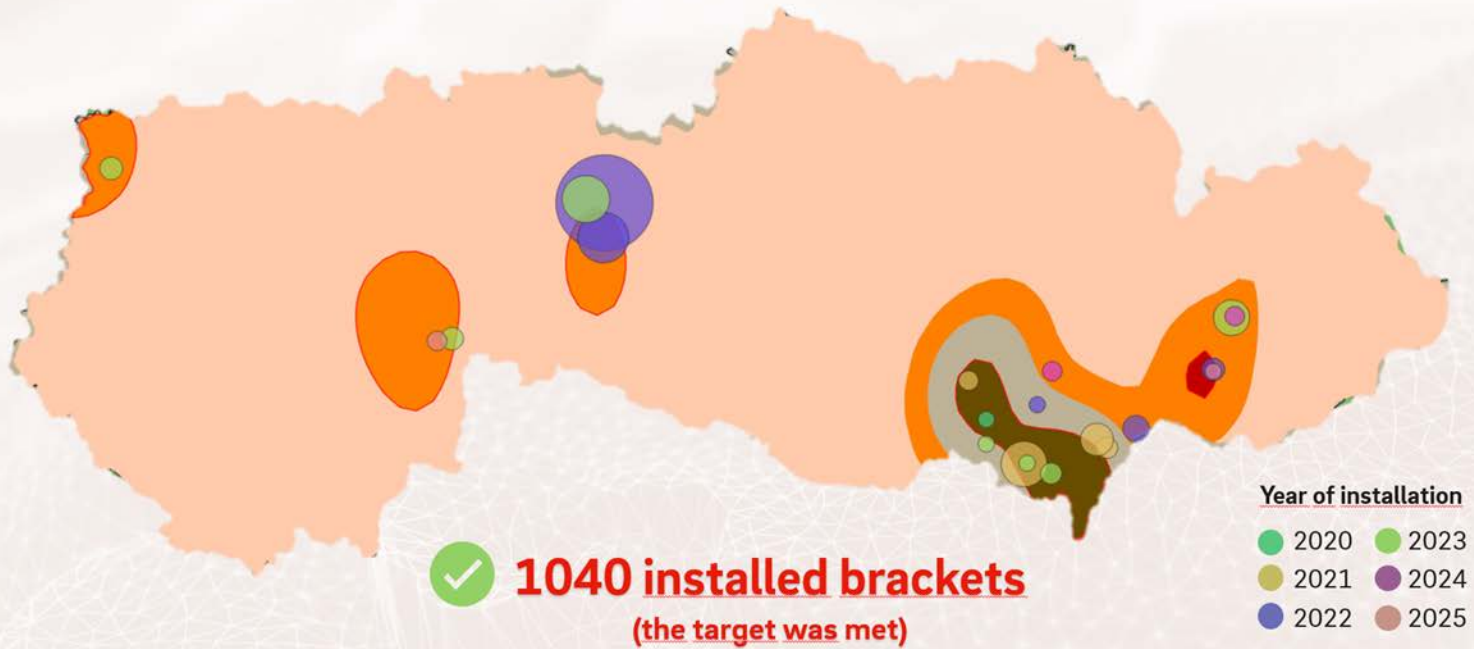 1040 installed brackets
(the target was met)
Year of installation
2020
2023
2021
2024
2022
2025